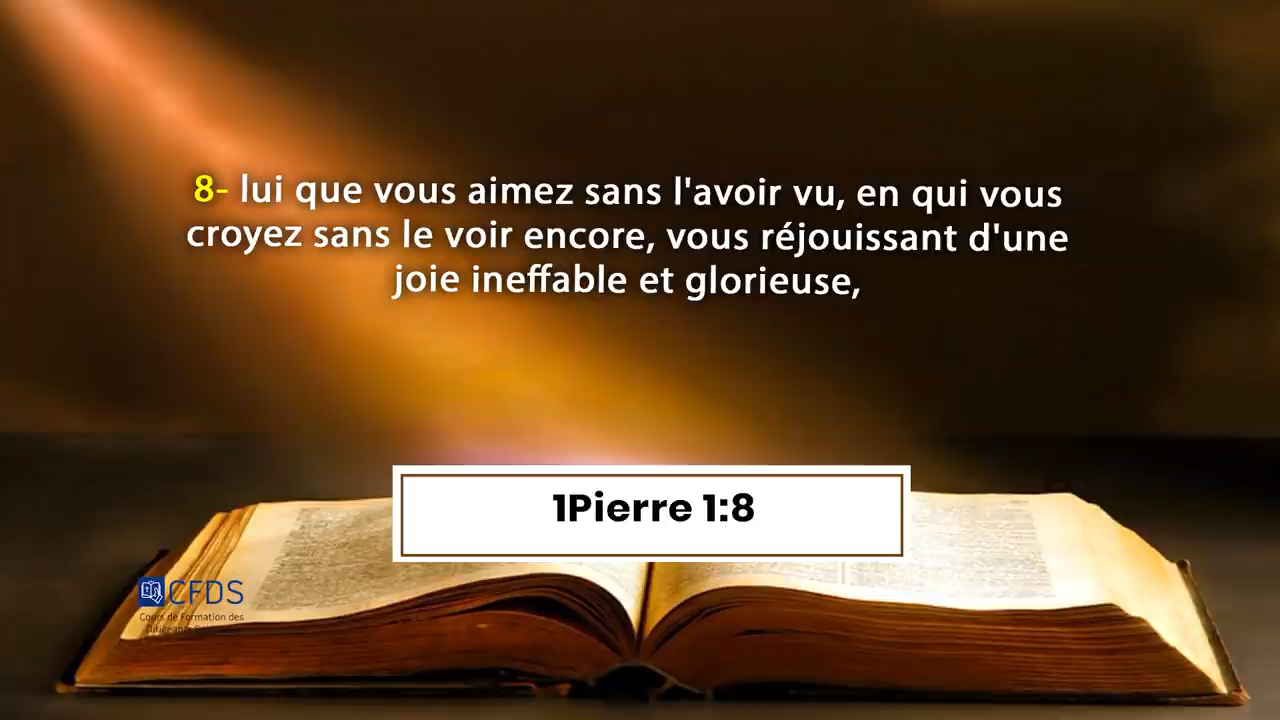 8- lui que vous aimez sans l'avoir vu, en qui vous
croyez sans le voir encore, vous réjouissant d'une
joie ineffable et glorieuse,
1Pierre 1:8
CFDS
Cours de Formation des